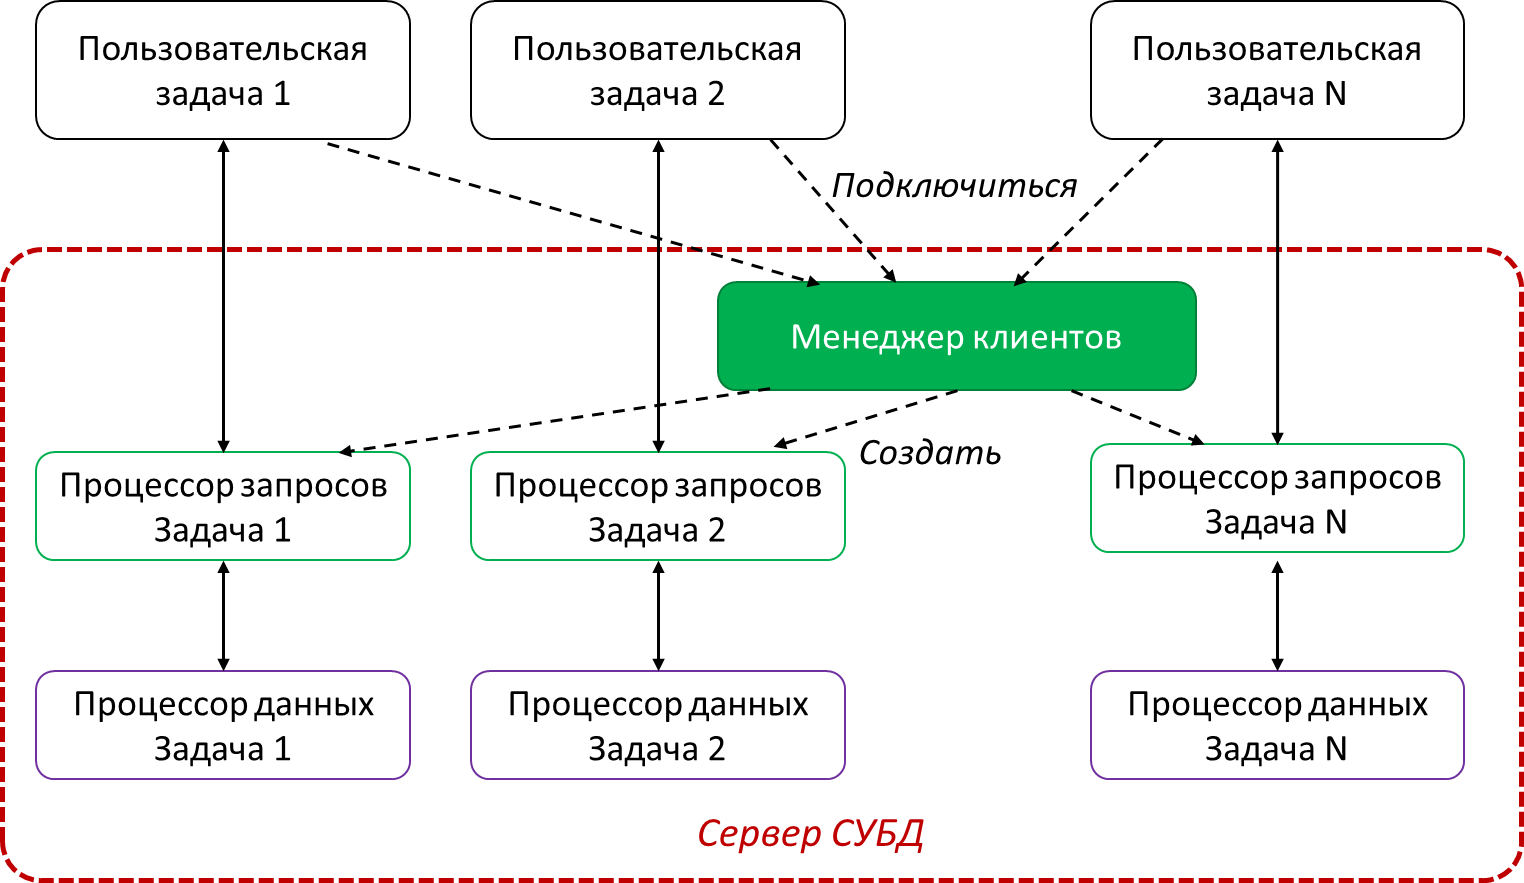 Пользовательская
задача 1
Пользовательская
задача 2
Пользовательская
задача N
Подключиться
Менеджер клиентов
Создать
Процессор запросов
Задача 1
Процессор запросов
Задача 2
Процессор запросов
Задача N
Процессор данных
Задача 1
Процессор данных
Задача 2
Процессор данных
Задача N
Сервер СУБД